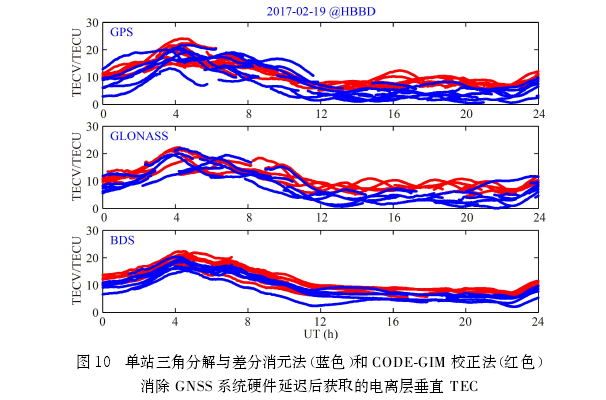 2017-02-19 @HBBD
30
GPS
20
10
0
TECV/TECU
0 4 8 12 16 20 24
30
GLONASS
20
10
0
TECV/TECU
0 4 8 12 16 20 24
30
BDS
20
10
0
TECV/TECU
0 4 8 12 16 20 24
UT (h)
图 10 单站三角分解与差分消元法(蓝色)和 CODE-GIM 校正法(红色)
消除 GNSS 系统硬件延迟后获取的电离层垂直 TEC